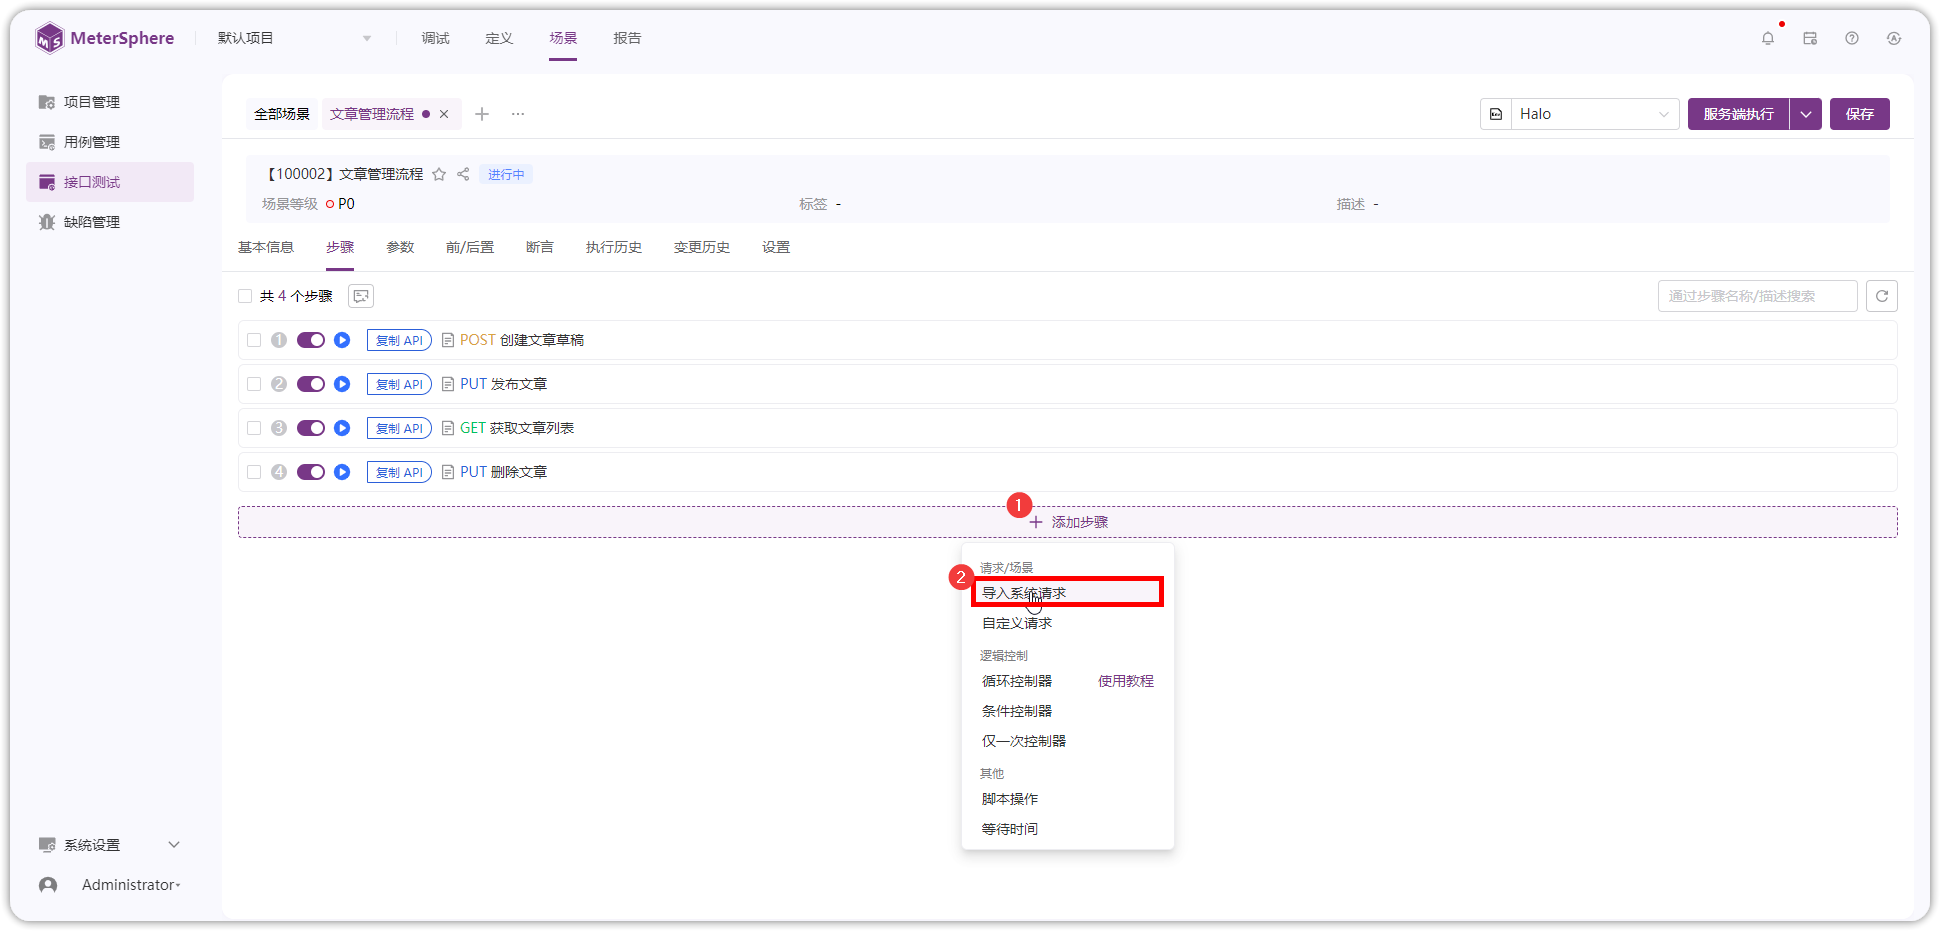 MeterSphere
默认项目
调试 定义 场景 报告
项目管理
用例管理
接口测试
缺陷管理
全部场景 文章管理流程 Halo 服务端执行 保存
【100002】文章管理流程 进行中
场景等级 P0 标签 - 描述 -
基本信息 步骤 参数 前/后置 断言 执行历史 变更历史 设置
共 4 个步骤 通过步骤名称/描述搜索
1 复制 API POST 创建文章草稿
2 复制 API PUT 发布文章
3 复制 API GET 获取文章列表
4 复制 API PUT 删除文章
1 添加步骤
请求/场景
2 导入系统请求
自定义请求
逻辑控制
循环控制器 使用教程
条件控制器
仅一次控制器
其他
脚本操作
等待时间
系统设置
Administrator